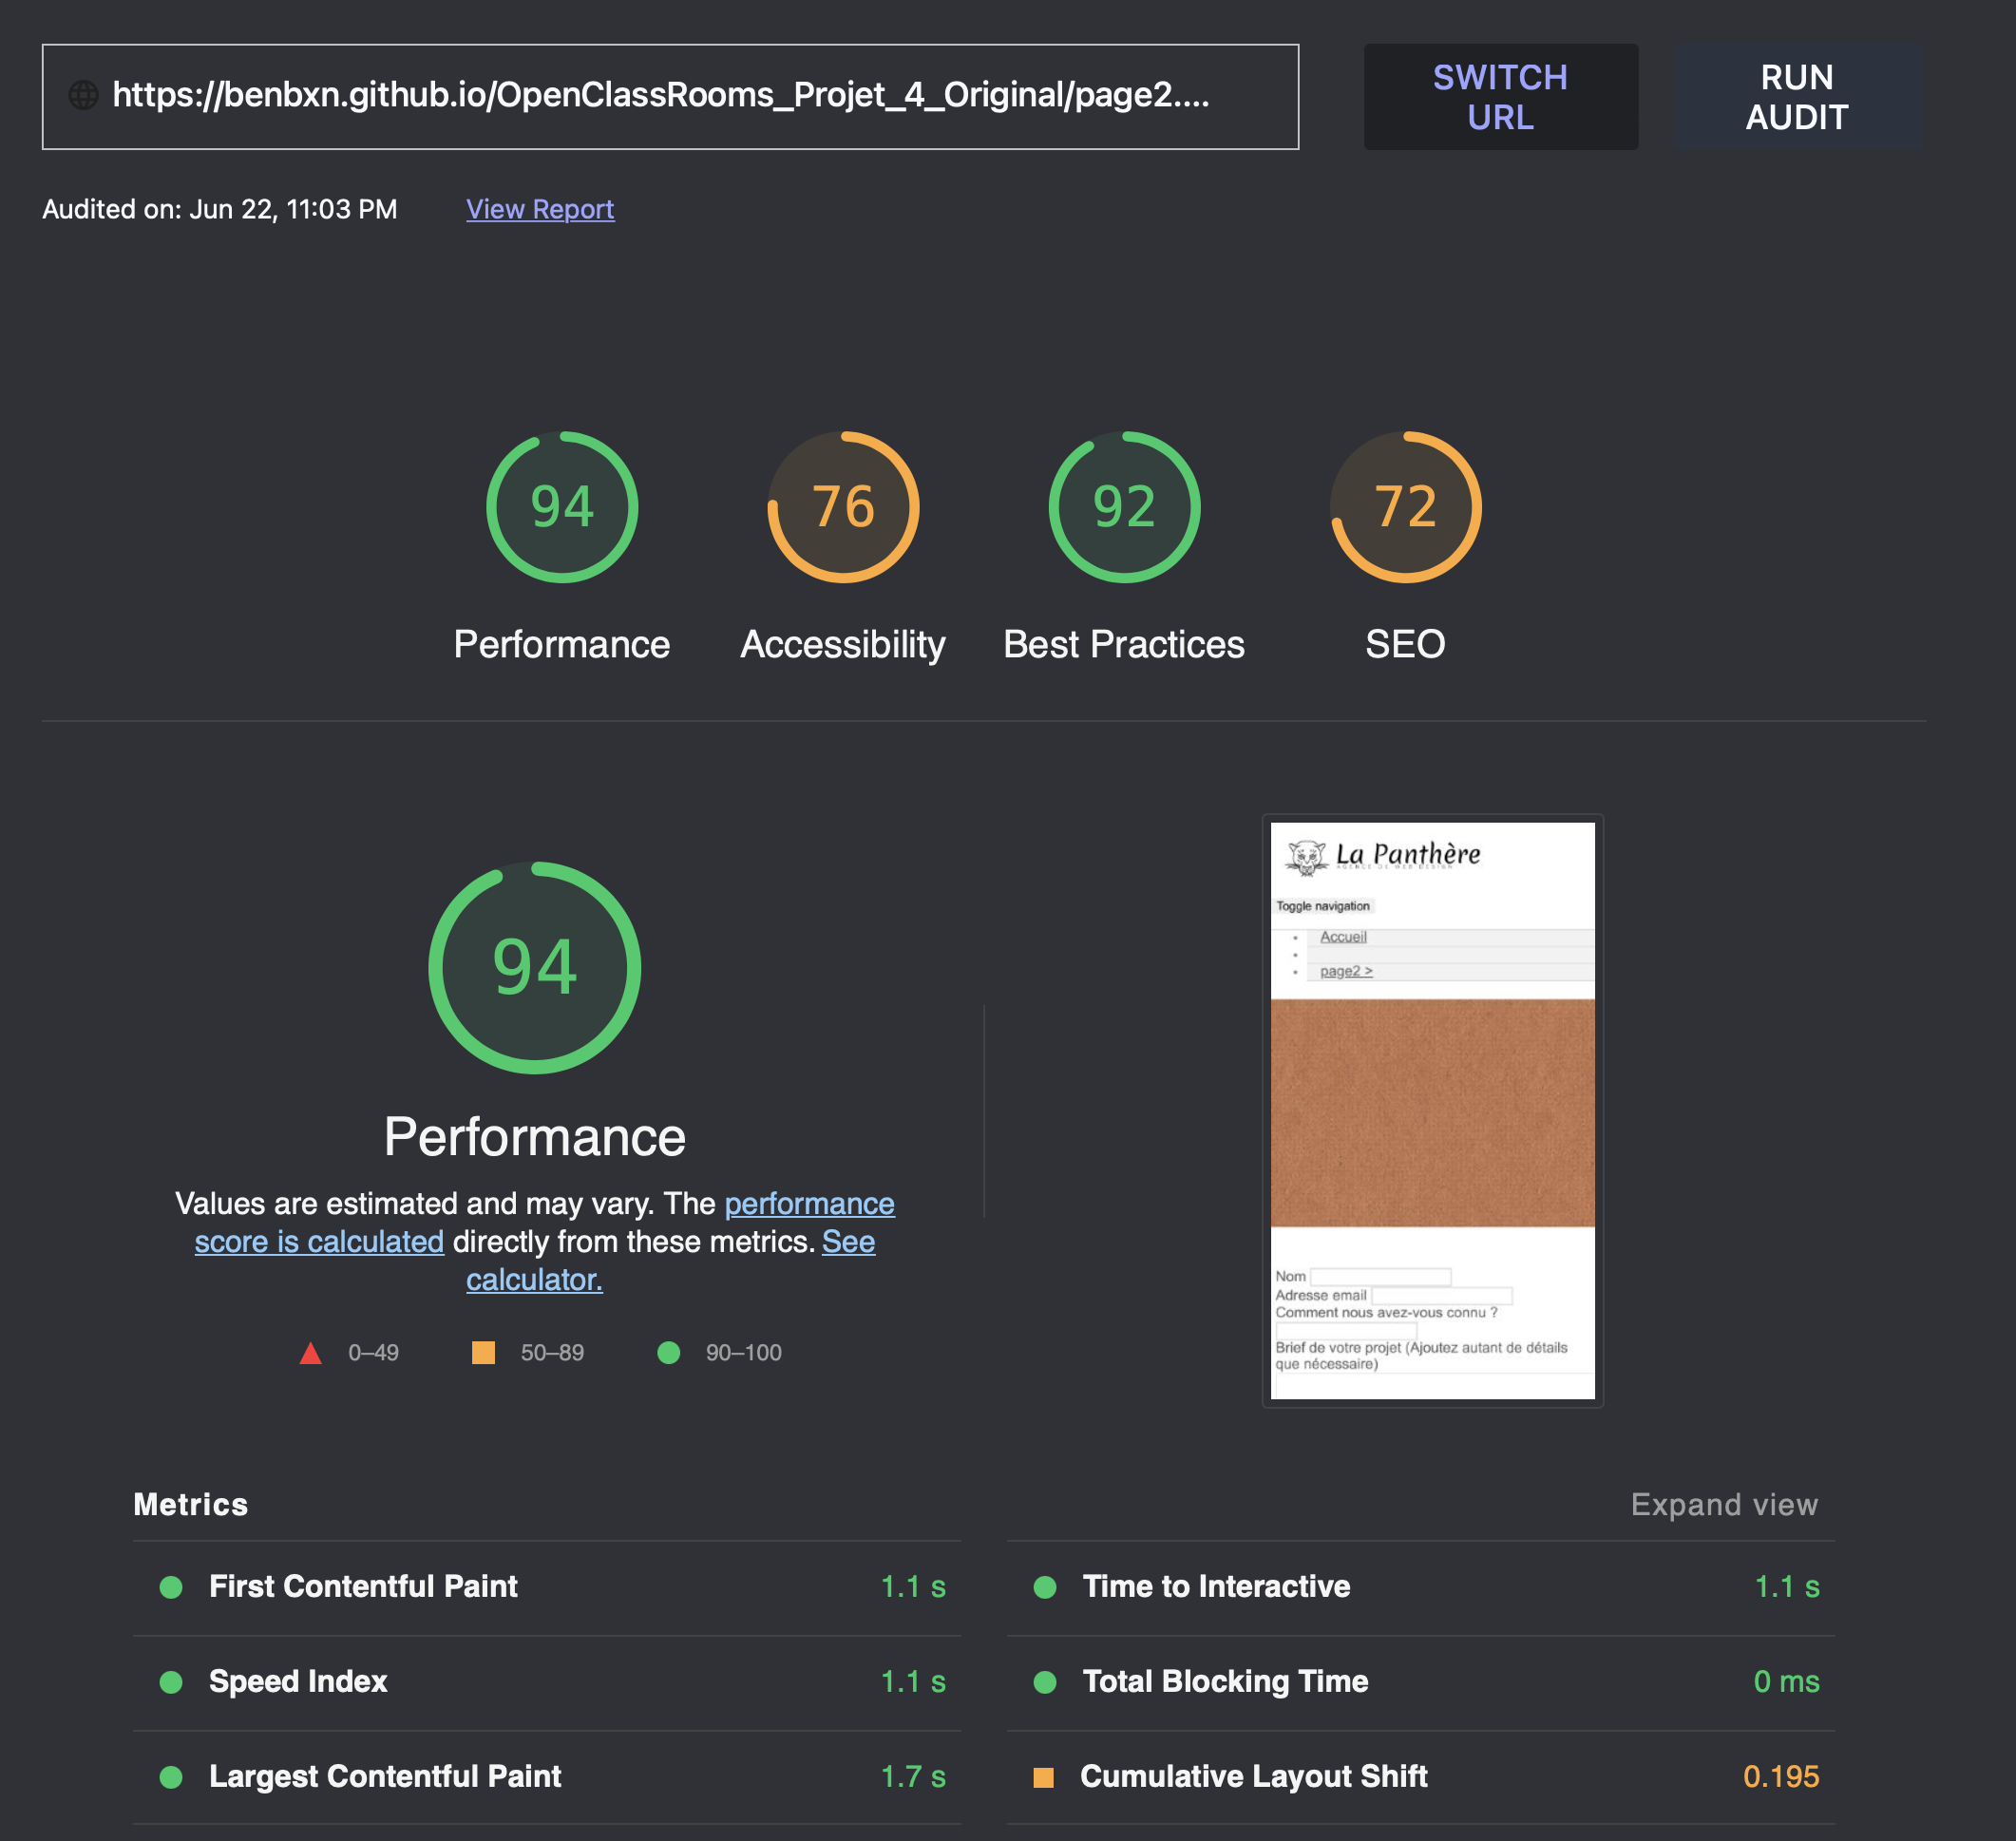 https://benbxn.github.io/OpenClassRooms_Projet_4_Original/page2....
SWITCH
URL
RUN
AUDIT
Audited on: Jun 22, 11:03 PM
View Report
94
76
92
72
Performance
Accessibility
Best Practices
SEO
94
Performance
Values are estimated and may vary. The performance
score is calculated directly from these metrics. See
calculator.
0–49
50–89
90–100
La Panthère
AGENCE DE WEB DESIGN
Toggle navigation
Accueil
page2 >
Nom
Adresse email
Comment nous avez-vous connu ?
Brief de votre projet (Ajoutez autant de détails
que nécessaire)
Metrics
Expand view
First Contentful Paint
1.1 s
Time to Interactive
1.1 s
Speed Index
1.1 s
Total Blocking Time
0 ms
Largest Contentful Paint
1.7 s
Cumulative Layout Shift
0.195